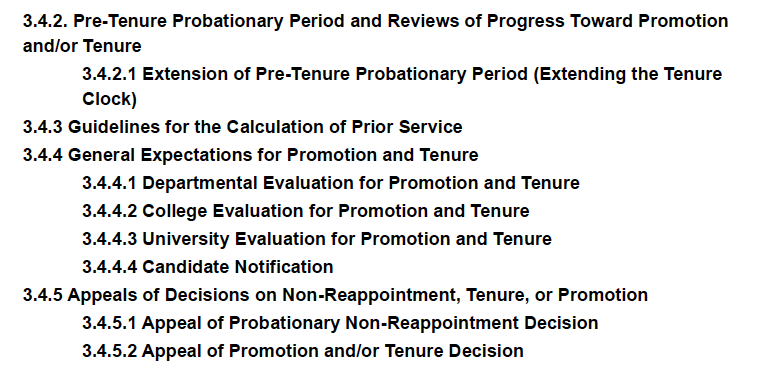 3.4.2. Pre-Tenure Probationary Period and Reviews of Progress Toward Promotion
and/or Tenure
3.4.2.1 Extension of Pre-Tenure Probationary Period (Extending the Tenure
Clock)
3.4.3 Guidelines for the Calculation of Prior Service
3.4.4 General Expectations for Promotion and Tenure
3.4.4.1 Departmental Evaluation for Promotion and Tenure
3.4.4.2 College Evaluation for Promotion and Tenure
3.4.4.3 University Evaluation for Promotion and Tenure
3.4.4.4 Candidate Notification
3.4.5 Appeals of Decisions on Non-Reappointment, Tenure, or Promotion
3.4.5.1 Appeal of Probationary Non-Reappointment Decision
3.4.5.2 Appeal of Promotion and/or Tenure Decision